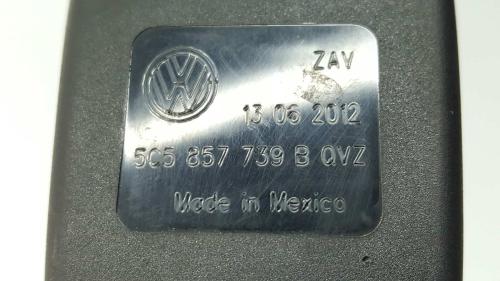 ZAV
13 06 2012
5C5 857 739 B QVZ
Made in Mexico